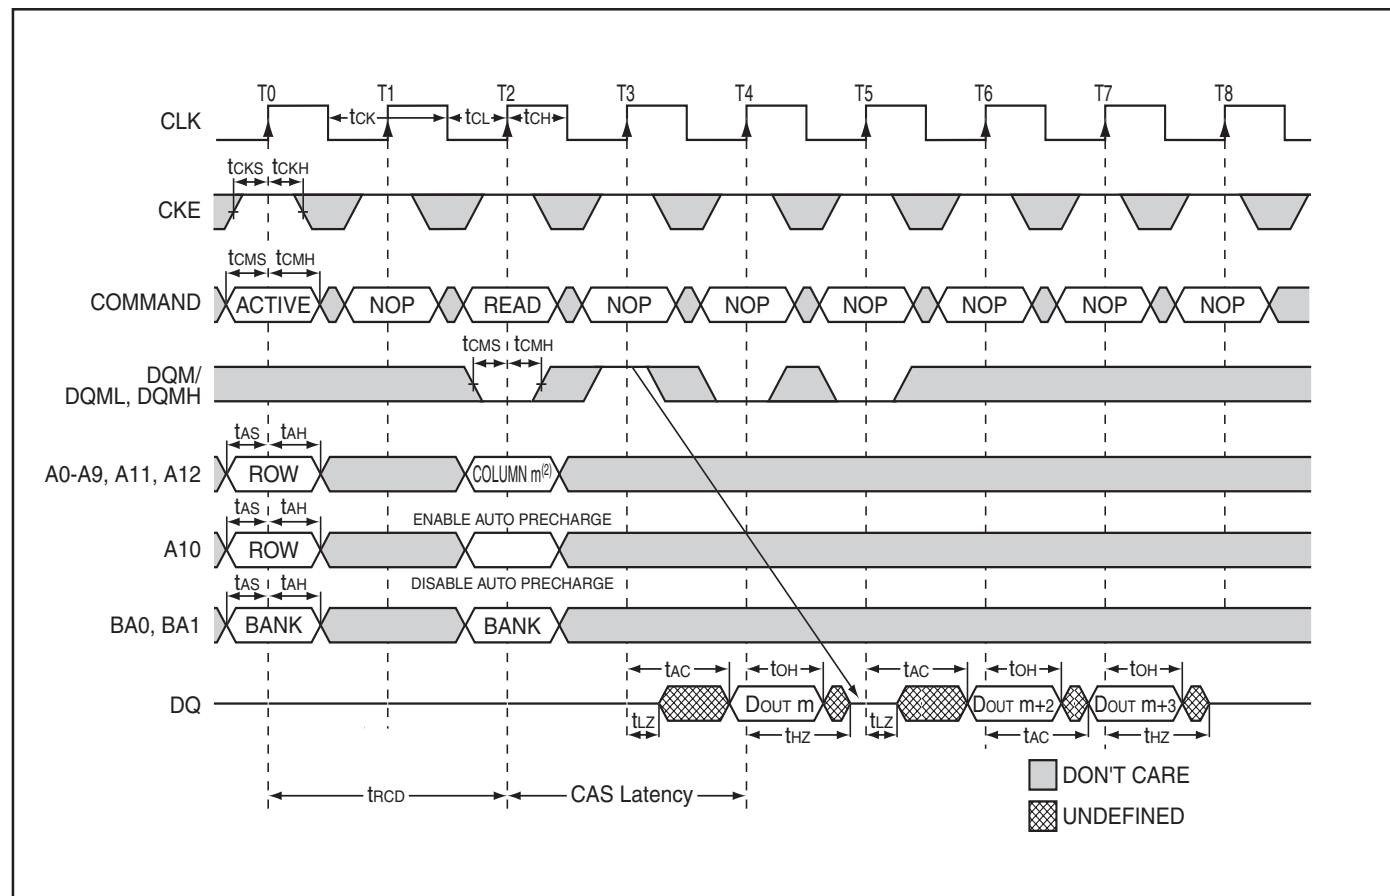 T0 T1 T2 T3 T4 T5 T6 T7 T8
CLK
tCK tCL tCH
tCKS tCKH
CKE
tCMS tCMH
COMMAND
ACTIVE NOP READ NOP NOP NOP NOP NOP NOP
tCMS tCMH
DQM/
DQML, DQMH
tAS tAH
A0-A9, A11, A12
ROW COLUMN m(2)
tAS tAH
ENABLE AUTO PRECHARGE
A10
ROW
DISABLE AUTO PRECHARGE
tAS tAH
BA0, BA1
BANK BANK
tAC tOH tAC tOH tOH
DQ
DOUT m DOUT m+2 DOUT m+3
tLZ tHZ tLZ tAC tHZ
DON'T CARE
tRCD CAS Latency
UNDEFINED